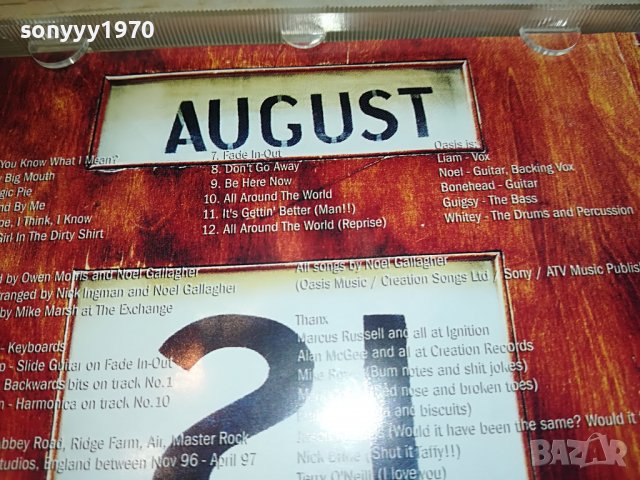 sonyyy1970
AUGUST
You Know What I Mean?
Big Mouth
Pie
By Me
I Think, I Know
Girl In The Dirty Shirt
7. Fade In-Out
8. Don't Go Away
9. Be Here Now
10. All Around The World
11. It's Gettin' Better (Man!!)
12. All Around The World (Reprise)
Oasis is:
Liam - Vox
Noel - Guitar, Backing Vox
Bonehead - Guitar
Guigsy - The Bass
Whitey - The Drums and Percussion
by Owen Morris and Noel Gallagher
by Nick Ingman and Noel Gallagher
by Mike Marsh at The Exchange
All songs by Noel Gallagher
(Oasis Music / Creation Songs Ltd / Sony / ATV Music
- Keyboards
- Slide Guitar on Fade In-Out
Backwards bits on track No.1
- Harmonica on track No.10
Road, Ridge Farm, Air, Master Rock
England between Nov 96 - April 97
21
Thanx
Marcus Russell and all at Ignition
Alan McGee and all at Creation Records
(Bum notes and shit jokes)
nose and broken toes)
and biscuits)
(World it have been the same? Would it
Nick (Shut it Taffy!!)
Terry O'Neill (I love you)
BAZAR